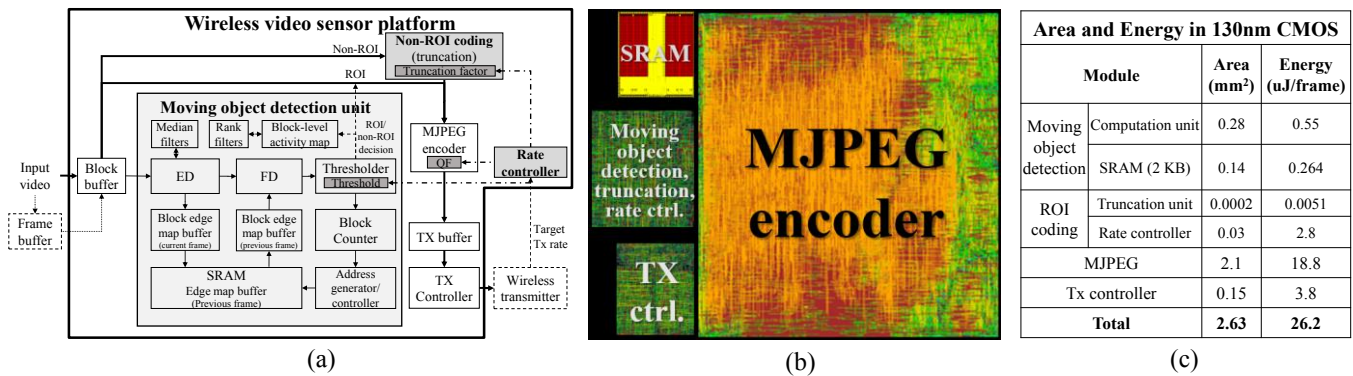 Wireless video sensor platform
Non-ROI
Non-ROI coding
(truncation)
Truncation factor
ROI
Moving object detection unit
Median
filters
Rank
filters
Block-level
activity map
ROI/
non-ROI
decision
MJPEG
encoder
QF
Rate
controller
Input
video
Block
buffer
ED
FD
Thresholder
Threshold
Frame
buffer
Block edge
map buffer
(current frame)
Block edge
map buffer
(previous frame)
Block
Counter
TX buffer
Target
Tx rate
SRAM
Edge map buffer
(Previous frame)
Address
generator/
controller
TX
Controller
Wireless
transmitter
(a)
SRAM
Moving
object
detection,
truncation,
rate ctrl.
TX
ctrl.
MJPEG
encoder
(b)
Area and Energy in 130nm CMOS
Module Area (mm²) Energy (uJ/frame)
Moving object detection Computation unit 0.28 0.55
SRAM (2 KB) 0.14 0.264
ROI coding Truncation unit 0.0002 0.0051
Rate controller 0.03 2.8
MJPEG 2.1 18.8
Tx controller 0.15 3.8
Total 2.63 26.2
(c)